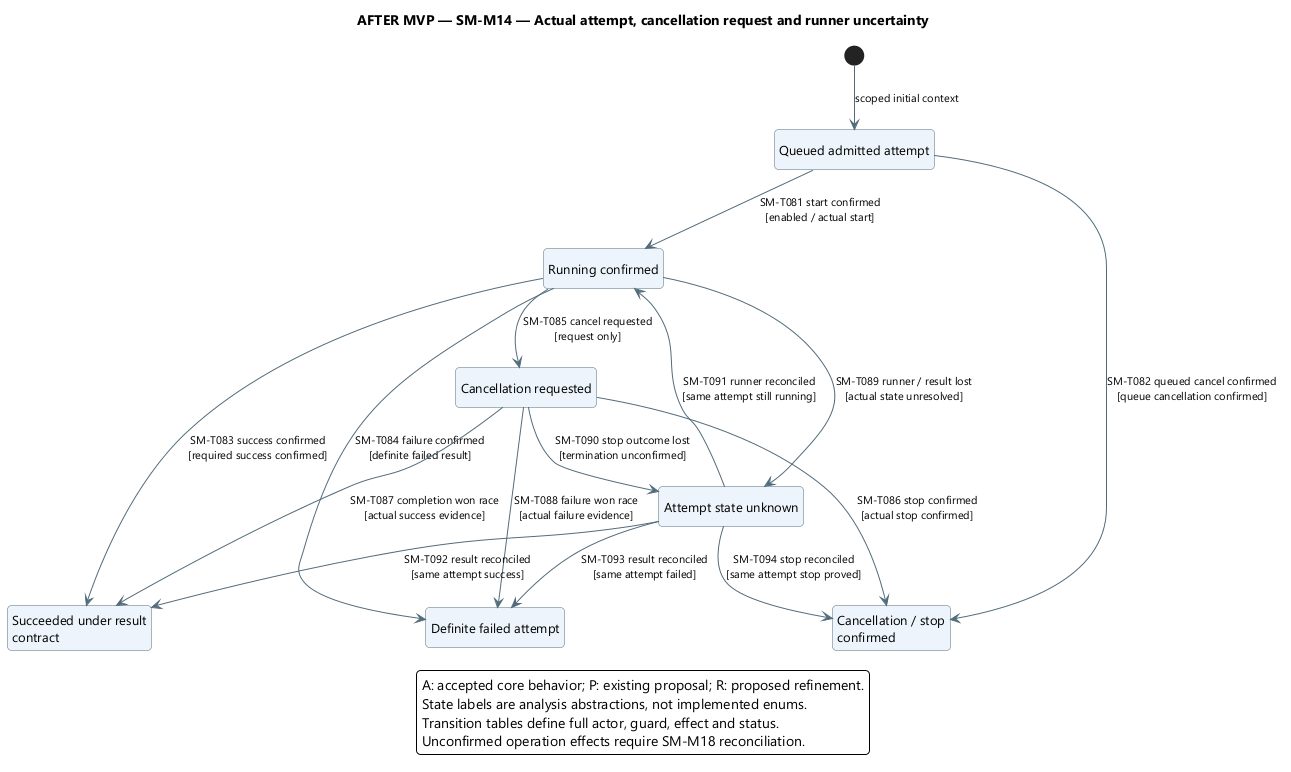 AFTER MVP — SM-M14 — Actual attempt, cancellation request and runner uncertainty
scoped initial context
Queued admitted attempt
SM-T081 start confirmed
[enabled / actual start]
Running confirmed
SM-T085 cancel requested
[request only]
Cancellation requested
SM-T091 runner reconciled
[same attempt still running]
SM-T089 runner / result lost
[actual state unresolved]
SM-T082 queued cancel confirmed
[queue cancellation confirmed]
SM-T083 success confirmed
[required success confirmed]
SM-T084 failure confirmed
[definite failed result]
SM-T090 stop outcome lost
[termination unconfirmed]
Attempt state unknown
SM-T087 completion won race
[actual success evidence]
SM-T088 failure won race
[actual failure evidence]
SM-T086 stop confirmed
[actual stop confirmed]
SM-T092 result reconciled
[same attempt success]
SM-T093 result reconciled
[same attempt failed]
SM-T094 stop reconciled
[same attempt stop proved]
Succeeded under result
contract
Definite failed attempt
Cancellation / stop
confirmed
A: accepted core behavior; P: existing proposal; R: proposed refinement.
State labels are analysis abstractions, not implemented enums.
Transition tables define full actor, guard, effect and status.
Unconfirmed operation effects require SM-M18 reconciliation.